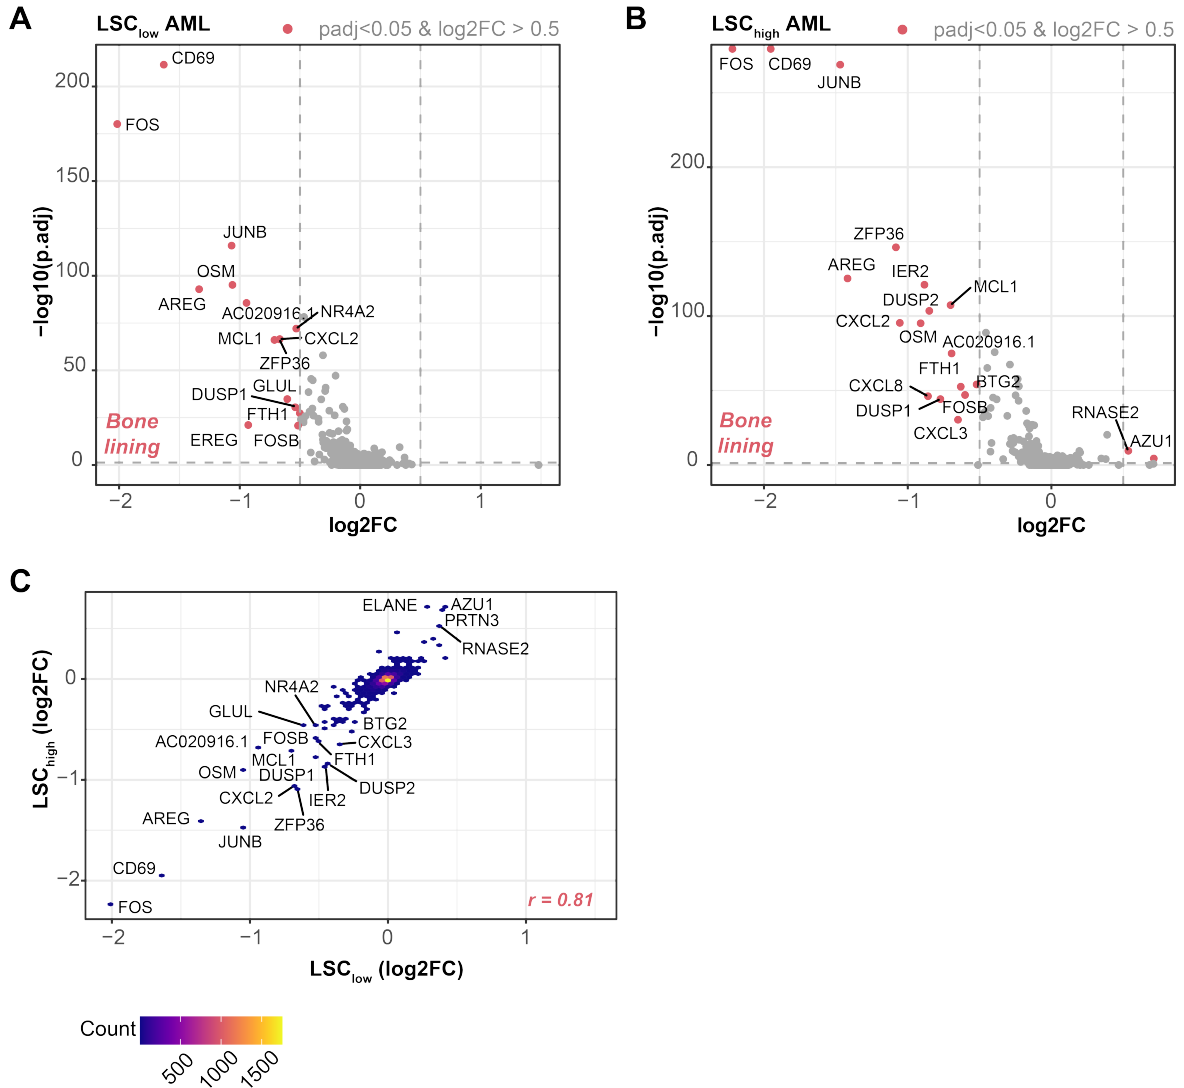 A
LSClow AML
padj<0.05 & log2FC > 0.5
CD69
200
FOS
150
JUNB
OSM
100
AREG
AC020916.1
NR4A2
MCL1
CXCL2
ZFP36
50
GLUL
DUSP1
FTH1
Bone
lining
EREG
FOSB
0
−2
−1
0
1
−log10(p.adj)
log2FC
B
LSChigh AML
padj<0.05 & log2FC > 0.5
FOS
CD69
JUNB
200
ZFP36
AREG
IER2
MCL1
DUSP2
100
CXCL2
OSM
AC020916.1
FTH1
CXCL8
BTG2
DUSP1
FOSB
Bone
lining
CXCL3
RNASE2
AZU1
0
−2
−1
0
−log10(p.adj)
log2FC
C
ELANE
AZU1
PRTN3
RNASE2
0
NR4A2
GLUL
BTG2
AC020916.1
FOSB
CXCL3
MCL1
FTH1
OSM
DUSP1
−1
DUSP2
CXCL2
IER2
AREG
ZFP36
JUNB
CD69
−2
r = 0.81
FOS
−2
−1
0
1
LSChigh (log2FC)
LSClow (log2FC)
Count
500
1000
1500